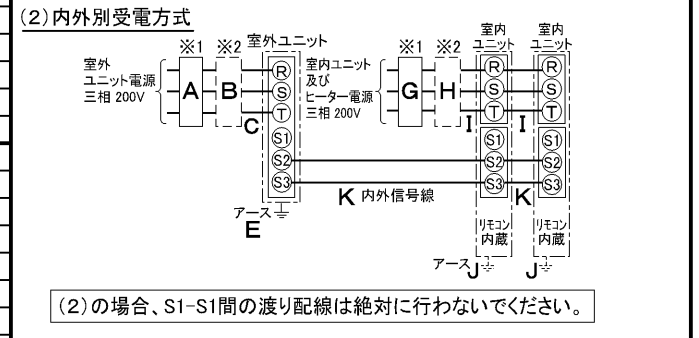 (2)内外別受電方式
※1 ※2 室外ユニット
室外
ユニット電源
三相 200V
A
B
C
R
S
T
S1
S2
S3
アース
E
※1 ※2
室内ユニット
及び
ヒーター電源
三相 200V
G
H
I
I
室内
ユニット
室内
ユニット
R
S
T
S1
S2
S3
R
S
T
S1
S2
S3
K 内外信号線
K
リモコン
内蔵
リモコン
内蔵
アース J
J
(2)の場合、S1-S1間の渡り配線は絶対に行わないでください。